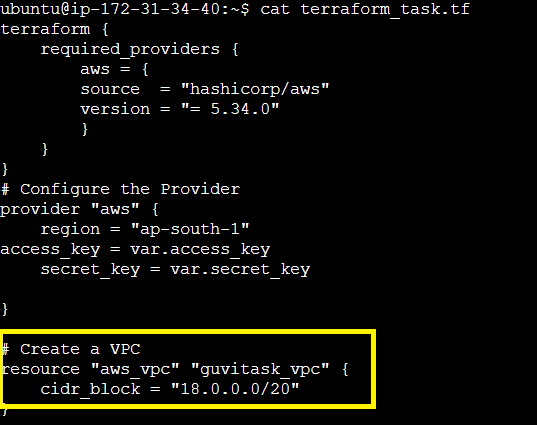 ubuntu@ip-172-31-34-40:~$ cat terraform_task.tf
terraform {
    required_providers {
        aws = {
        source  = "hashicorp/aws"
        version = "= 5.34.0"
        }
    }
}
# Configure the Provider
provider "aws" {
    region = "ap-south-1"
access_key = var.access_key
    secret_key = var.secret_key

}

# Create a VPC
resource "aws_vpc" "guvitask_vpc" {
    cidr_block = "18.0.0.0/20"
}